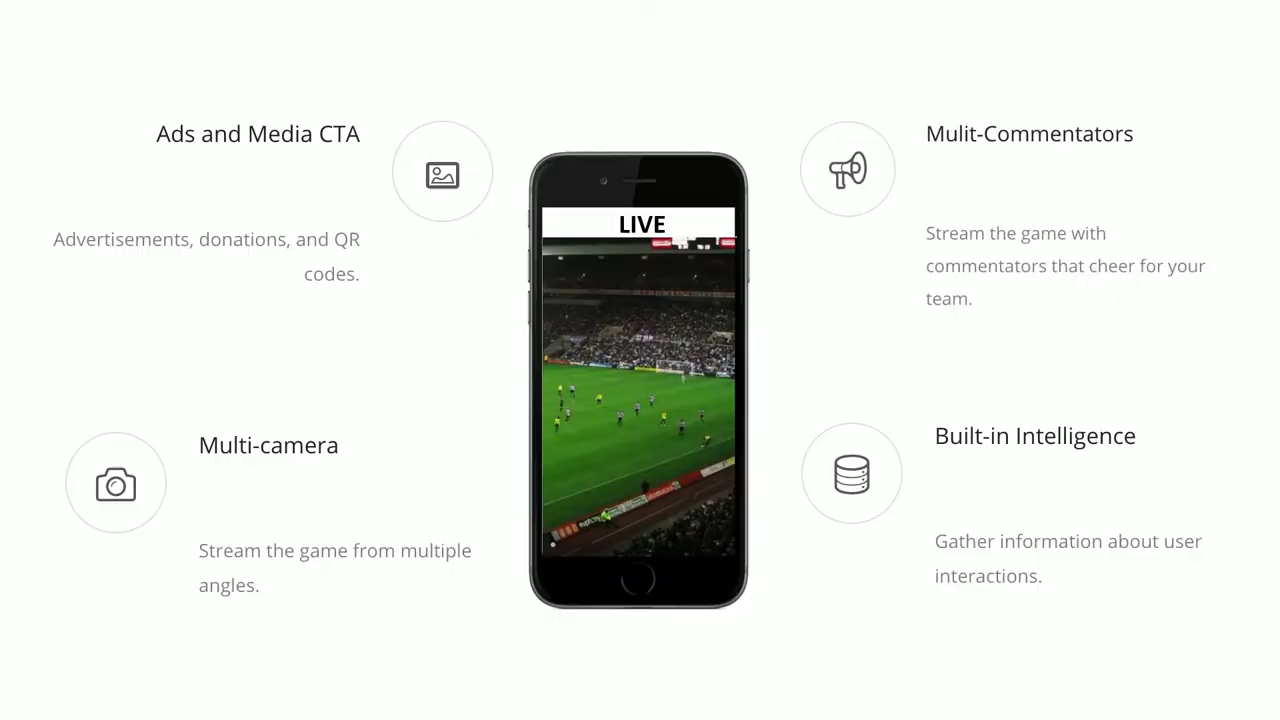 Ads and Media CTA
Advertisements, donations, and QR
codes.
Multi-camera
Stream the game from multiple
angles.
LIVE
Mulit-Commentators
Stream the game with
commentators that cheer for your
team.
Built-in Intelligence
Gather information about user
interactions.